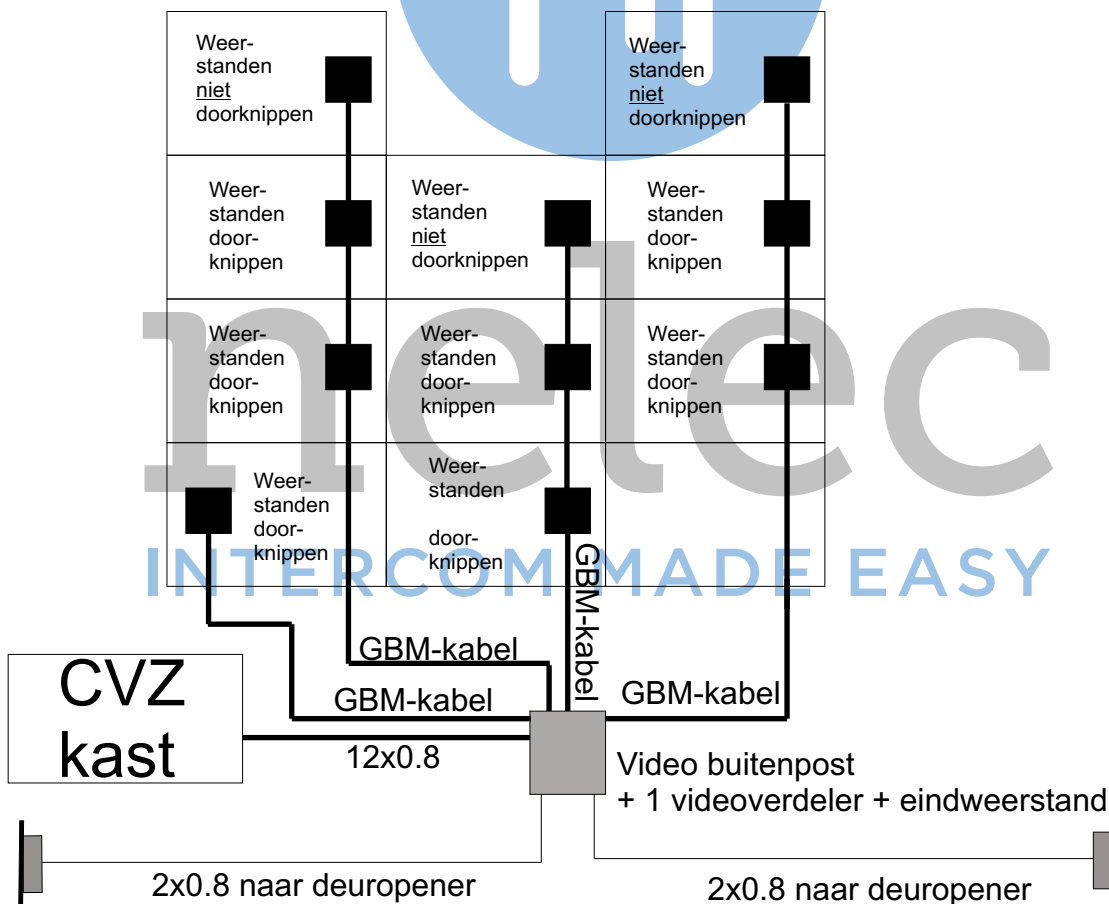 Weer-
standen
niet
doorknippen
Weer-
standen
niet
doorknippen
Weer-
standen
door-
knippen
Weer-
standen
niet
doorknippen
Weer-
standen
door-
knippen
Weer-
standen
door-
knippen
Weer-
standen
door-
knippen
Weer-
standen
door-
knippen
nelec
Weer-
standen
door-
knippen
Weer-
standen
door-
knippen
INTERCOM MADE EASY
GBM-kabel
GBM-kabel
GBM-kabel
GBM-kabel
CVZ
kast
12x0.8
Video buitenpost
+ 1 videoverdeler + eindweerstand
2x0.8 naar deuropener
2x0.8 naar deuropener